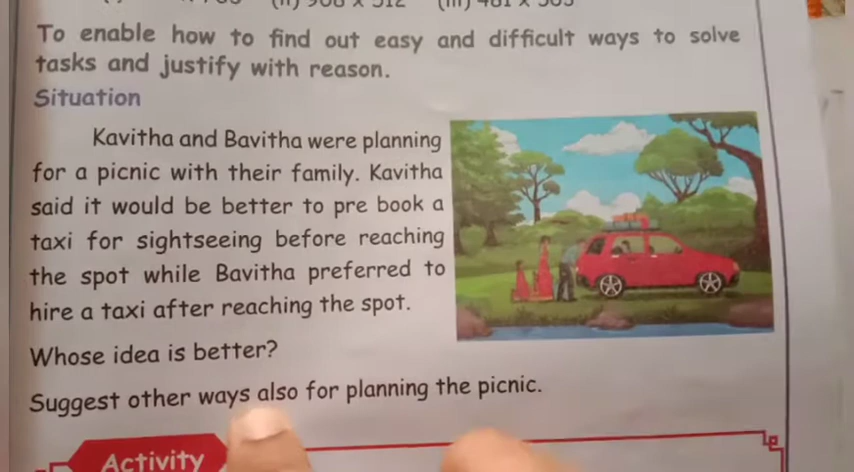 To enable how to find out easy and difficult ways to solve
tasks and justify with reason.
Situation
Kavitha and Bavitha were planning
for a picnic with their family. Kavitha
said it would be better to pre book a
taxi for sightseeing before reaching
the spot while Bavitha preferred to
hire a taxi after reaching the spot.
Whose idea is better?
Suggest other ways also for planning the picnic.
Activity